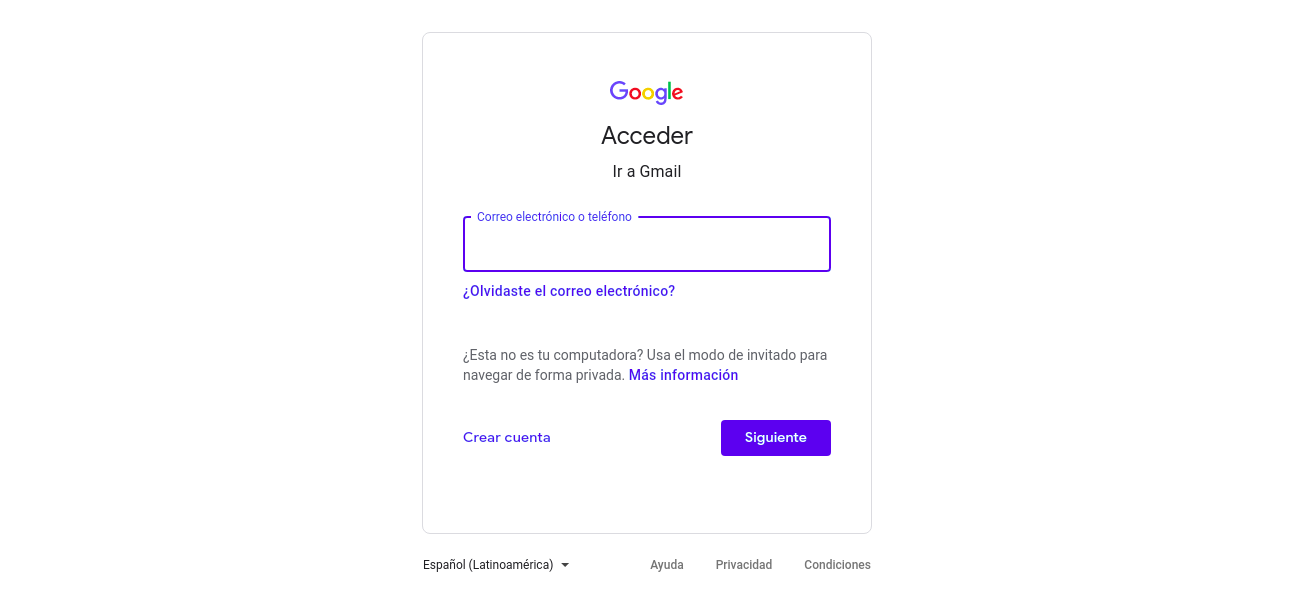 Google
Acceder
Ir a Gmail
Correo electrónico o teléfono
¿Olvidaste el correo electrónico?
¿Esta no es tu computadora? Usa el modo de invitado para
navegar de forma privada. Más información
Crear cuenta
Siguiente
Español (Latinoamérica)
Ayuda
Privacidad
Condiciones